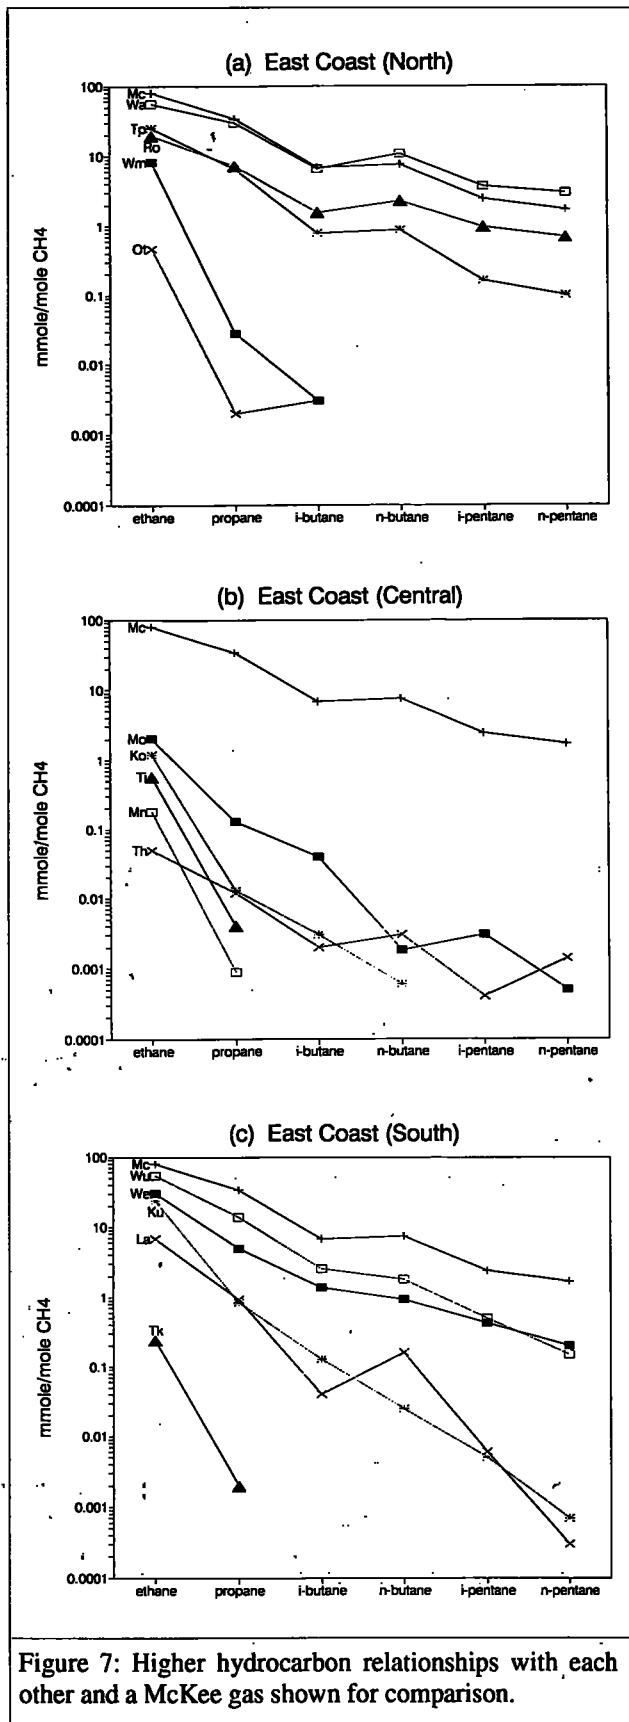 (a) East Coast (North)
100
10
1
0.1
0.01
0.001
0.0001
mmole/mole CH4
Mc
Wa
Tp
Ro
Wm
Ot
ethane propane i-butane n-butane i-pentane n-pentane
(b) East Coast (Central)
100
10
1
0.1
0.01
0.001
0.0001
mmole/mole CH4
Mc
Mo
Ko
Ti
Mn
Th
ethane propane i-butane n-butane i-pentane n-pentane
(c) East Coast (South)
100
10
1
0.1
0.01
0.001
0.0001
mmole/mole CH4
Mc
Wu
We
Ku
La
Tk
ethane propane i-butane n-butane i-pentane n-pentane
Figure 7: Higher hydrocarbon relationships with each
other and a McKee gas shown for comparison.